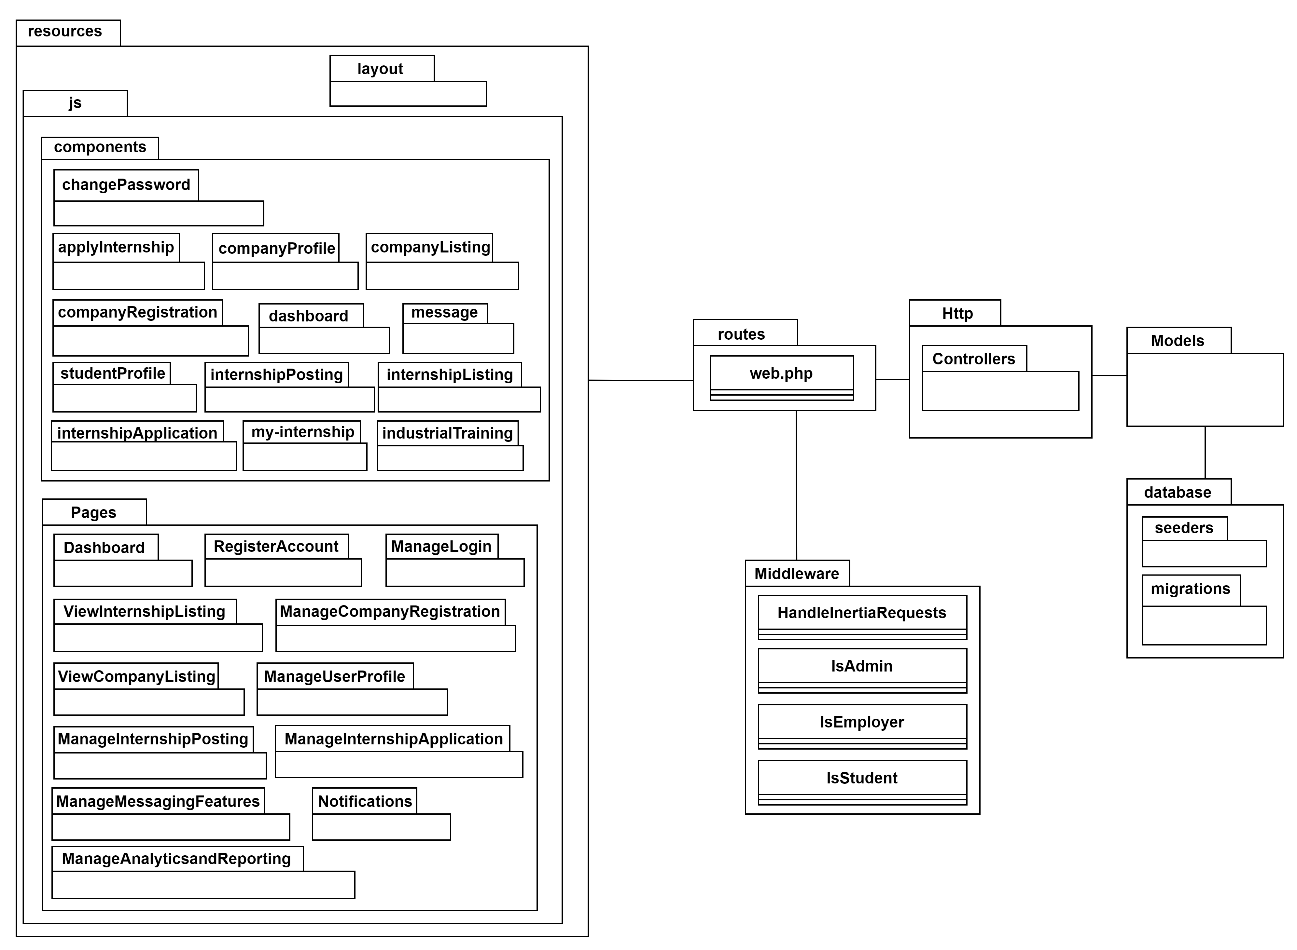 resources
layout
js
components
changePassword
applyInternship
companyProfile
companyListing
companyRegistration
dashboard
message
studentProfile
internshipPosting
internshipListing
internshipApplication
my-internship
industrialTraining
Pages
Dashboard
RegisterAccount
ManageLogin
ViewInternshipListing
ManageCompanyRegistration
ViewCompanyListing
ManageUserProfile
ManageInternshipPosting
ManageInternshipApplication
ManageMessagingFeatures
Notifications
ManageAnalyticsandReporting
routes
web.php
Http
Controllers
Models
database
seeders
migrations
Middleware
HandleInertiaRequests
IsAdmin
IsEmployer
IsStudent